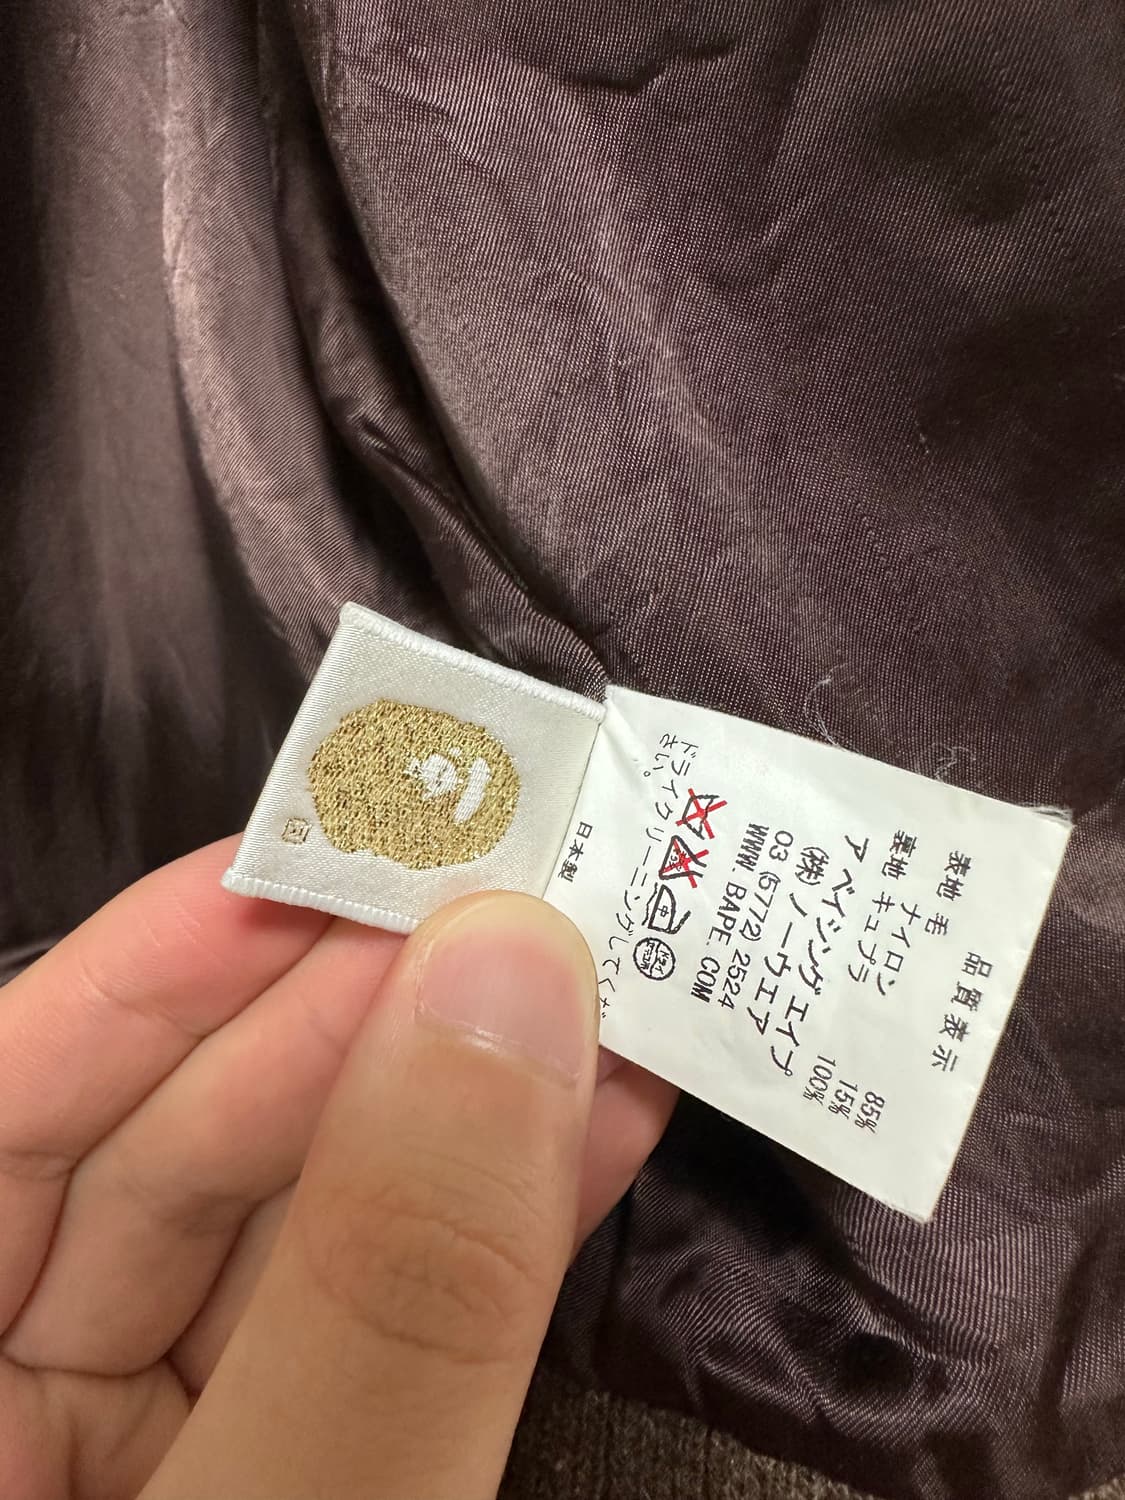 品質表示
表地 毛 85%
ナイロン 15%
裏地 キュプラ 100%
ア ベイシング エイプ
(株)ノーウエア
03 (5772) 2524
WWW. BAPE. COM
ドライクリーニングしてくだ
さい。
日本製